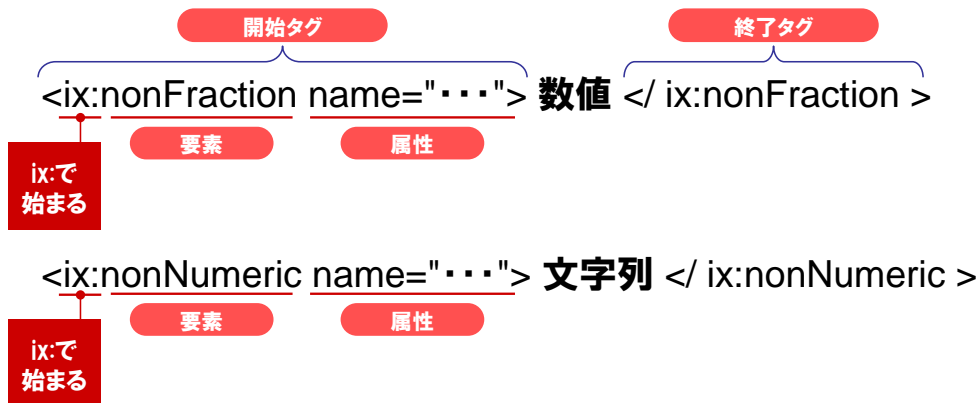 開始タグ 終了タグ
<ix:nonFraction name="・・・"> 数値 </ ix:nonFraction >
要素 属性
ix:で
始まる
<ix:nonNumeric name="・・・"> 文字列 </ ix:nonNumeric >
要素 属性
ix:で
始まる